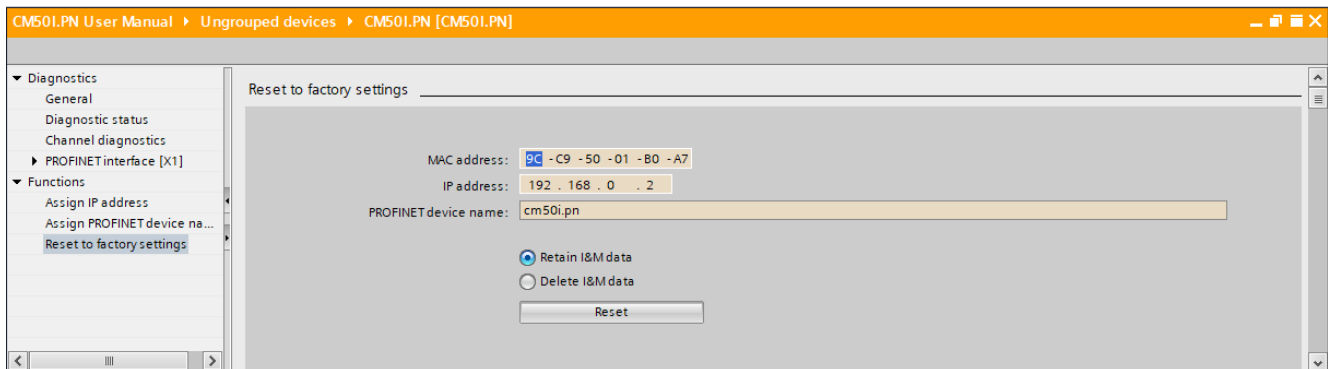 CM50I.PN User Manual ▸ Ungrouped devices ▸ CM50I.PN [CM50I.PN]
Diagnostics
General
Diagnostic status
Channel diagnostics
PROFINET interface [X1]
Functions
Assign IP address
Assign PROFINET device na...
Reset to factory settings
Reset to factory settings
MAC address: 9C - C9 - 50 - 01 - B0 - A7
IP address: 192 . 168 . 0 . 2
PROFINET device name: cm50i.pn
Retain I&M data
Delete I&M data
Reset